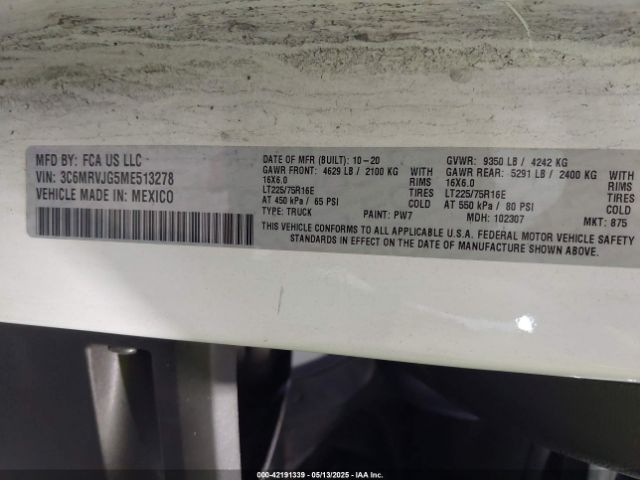 MFD BY: FCA US LLC
VIN: 3C6MRVJG5ME513278
VEHICLE MADE IN: MEXICO
DATE OF MFR (BUILT): 10-20
GAWR FRONT: 4629 LB / 2100 KG WITH
16X6.0 RIMS
LT225/75R16E TIRES
AT 450 kPa / 65 PSI COLD
TYPE: TRUCK PAINT: PW7
GVWR: 9350 LB / 4242 KG
GAWR REAR: 5291 LB / 2400 KG WITH
16X6.0 RIMS
LT225/75R16E TIRES
AT 550 kPa / 80 PSI COLD
MDH: 102307 MKT: 875
THIS VEHICLE CONFORMS TO ALL APPLICABLE U.S.A. FEDERAL MOTOR VEHICLE SAFETY
STANDARDS IN EFFECT ON THE DATE OF MANUFACTURE SHOWN ABOVE.
000-42191339 - 05/13/2025 - IAA Inc.